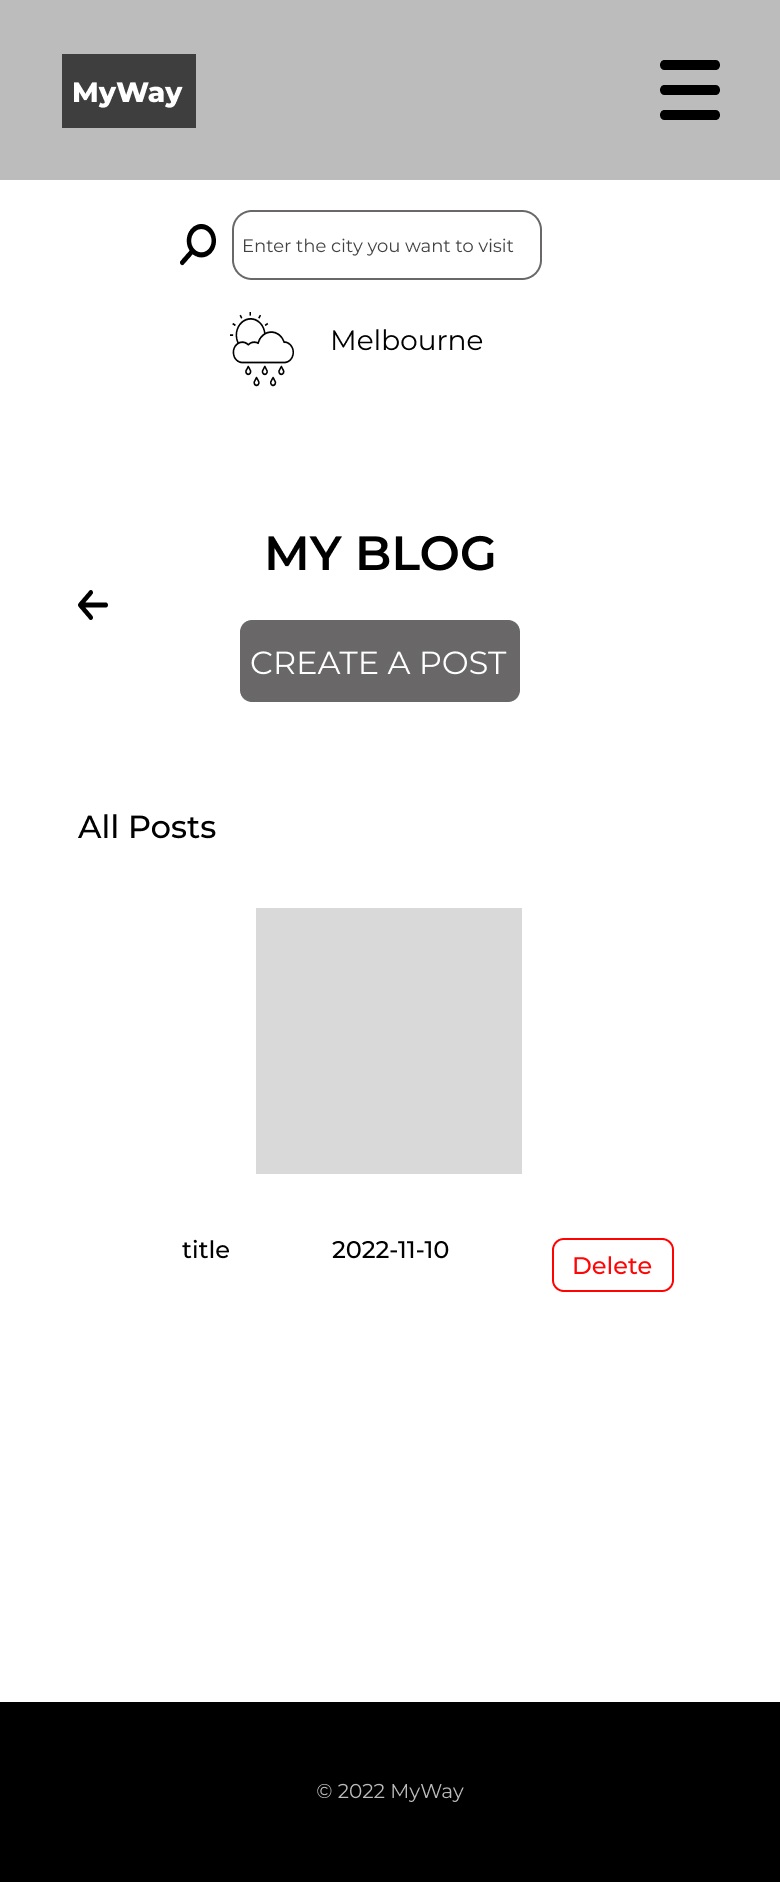 MyWay
Enter the city you want to visit
Melbourne
MY BLOG
CREATE A POST
All Posts
title
2022-11-10
Delete
© 2022 MyWay